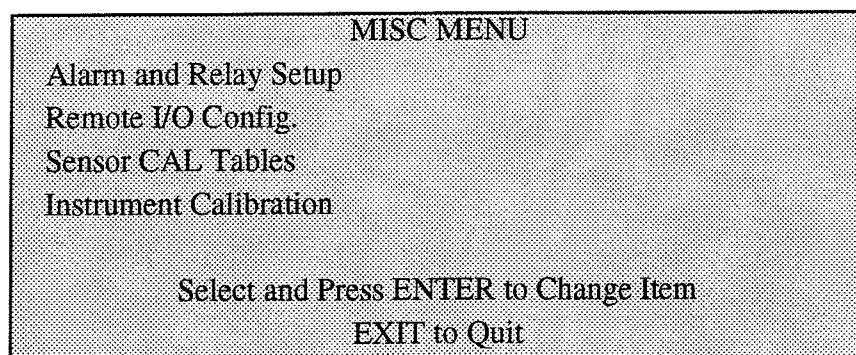 MISC MENU
Alarm and Relay Setup
Remote I/O Config.
Sensor CAL Tables
Instrument Calibration
Select and Press ENTER to Change Item
EXIT to Quit